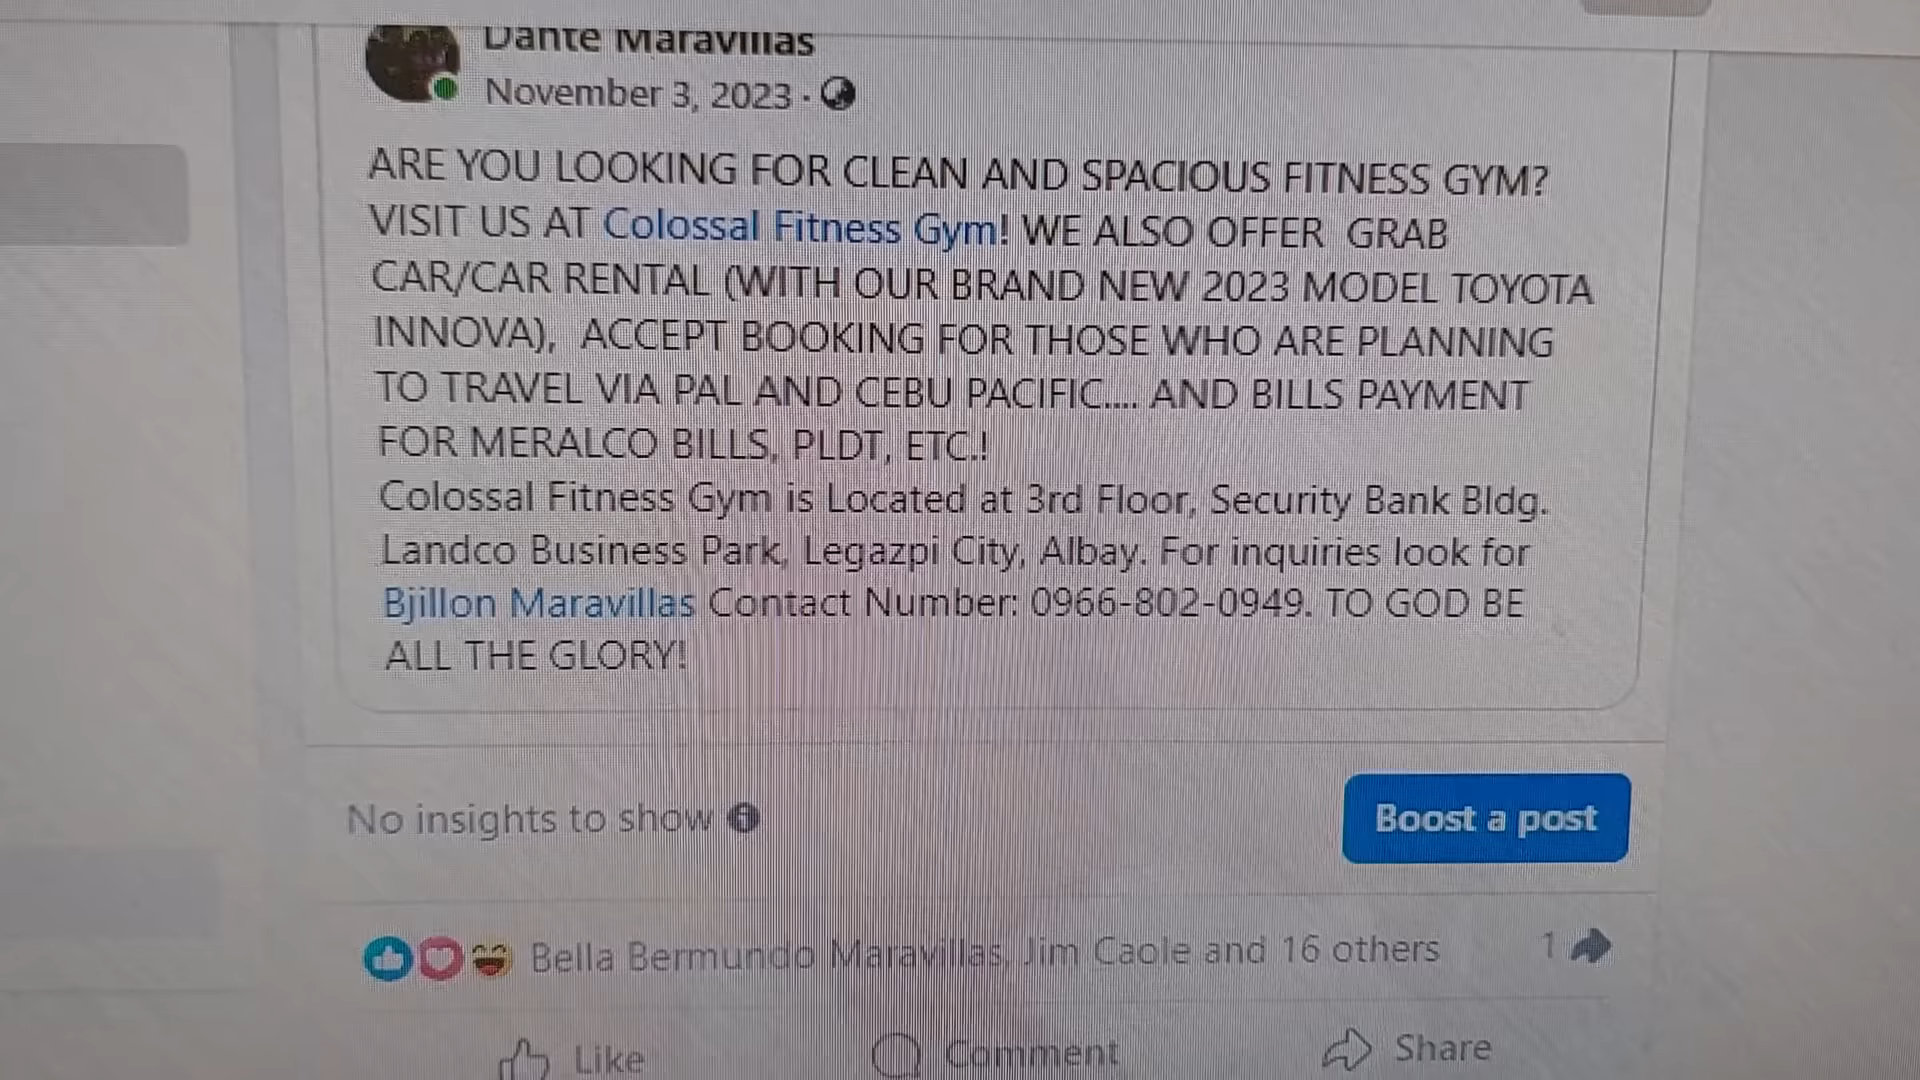 Dante Maravillas
November 3, 2023 ·
ARE YOU LOOKING FOR CLEAN AND SPACIOUS FITNESS GYM?
VISIT US AT Colossal Fitness Gym! WE ALSO OFFER GRAB
CAR/CAR RENTAL (WITH OUR BRAND NEW 2023 MODEL TOYOTA
INNOVA), ACCEPT BOOKING FOR THOSE WHO ARE PLANNING
TO TRAVEL VIA PAL AND CEBU PACIFIC.... AND BILLS PAYMENT
FOR MERALCO BILLS, PLDT, ETC.!
Colossal Fitness Gym is Located at 3rd Floor, Security Bank Bldg.
Landco Business Park, Legazpi City, Albay. For inquiries look for
Bjillon Maravillas Contact Number: 0966-802-0949. TO GOD BE
ALL THE GLORY!
No insights to show
Boost a post
Bella Bermundo Maravillas, Jim Caole and 16 others 1
Like Comment Share